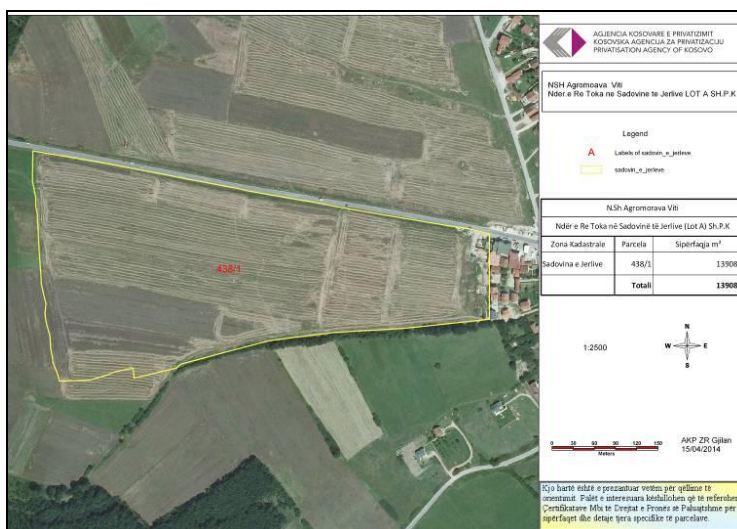 AGJENCIA KOSOVARE E PRIVATIZIMIT
KOSOVSKA AGENCIJA ZA PRIVATIZACIJU
PRIVATISATION AGENCY OF KOSOVO
NSH Agromoava Viti
Nder.e Re Toka ne Sadovine te Jerlive LOT A SH.P.K
Legend
A Labels of sadovin_e_jerleve
sadovin_e_jerleve
N.Sh Agromorava Viti
Ndër e Re Toka në Sadovinë të Jerlive (Lot A) Sh.P.K
Zona Kadastrale Parcela Sipërfaqja m²
Sadovina e Jerlive 438/1 13908
Totali 13908
438/1
1:2500
N
W E
S
0 30 60 90 120 150
Meters
AKP ZR Gjilan
15/04/2014
Kjo hartë është e prezantuar vetëm për qëllime të
orientimit. Palët e interesuara këshillohen që të referohen
Çertifikatave Mbi të Drejtat e Pronës së Paluajtshme për
sipërfaqet dhe detaje tjera specifike të parcelave.